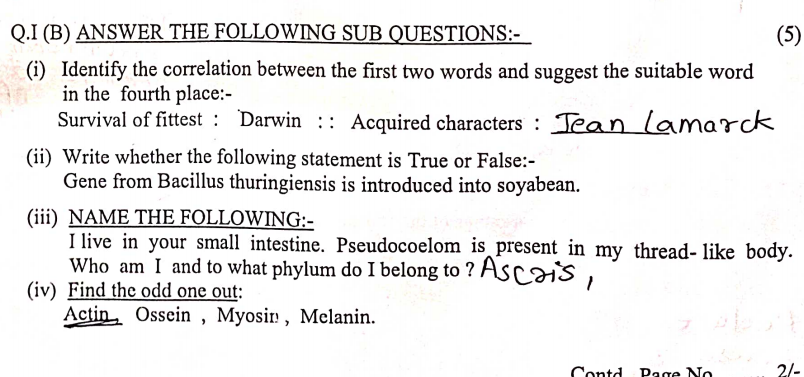 Q.I (B) ANSWER THE FOLLOWING SUB QUESTIONS:- (5)
(i) Identify the correlation between the first two words and suggest the suitable word
in the fourth place:-
Survival of fittest : Darwin : : Acquired characters : Jean Lamarck
(ii) Write whether the following statement is True or False:-
Gene from Bacillus thuringiensis is introduced into soyabean.
(iii) NAME THE FOLLOWING:-
I live in your small intestine. Pseudocoelom is present in my thread- like body.
Who am I and to what phylum do I belong to ? Ascris,
(iv) Find the odd one out:
Actin, Ossein , Myosin , Melanin.
Contd Page No ... 2/-